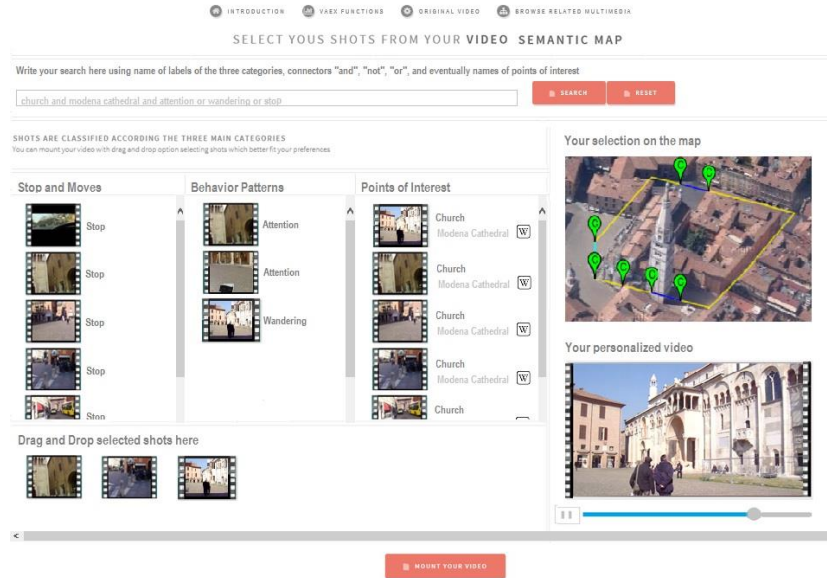 INTRODUCTION VAEX FUNCTIONS ORIGINAL VIDEO BROWSE RELATED MULTIMEDIA
SELECT YOUS SHOTS FROM YOUR VIDEO SEMANTIC MAP
Write your search here using name of labels of the three categories, connectors "and", "not", "or", and eventually names of points of interest
church and modena cathedral and attention or wandering or stop
SEARCH RESET
SHOTS ARE CLASSIFIED ACCORDING THE THREE MAIN CATEGORIES
You can mount your video with drag and drop option selecting shots which better fit your preferences
Stop and Moves
Stop
Stop
Stop
Stop
Stop
Behavior Patterns
Attention
Attention
Wandering
Points of Interest
Church
Modena Cathedral W
Church
Modena Cathedral W
Church
Modena Cathedral W
Church
Modena Cathedral W
Church
Drag and Drop selected shots here
Your selection on the map
C C
C
C C C C
Your personalized video
MOUNT YOUR VIDEO